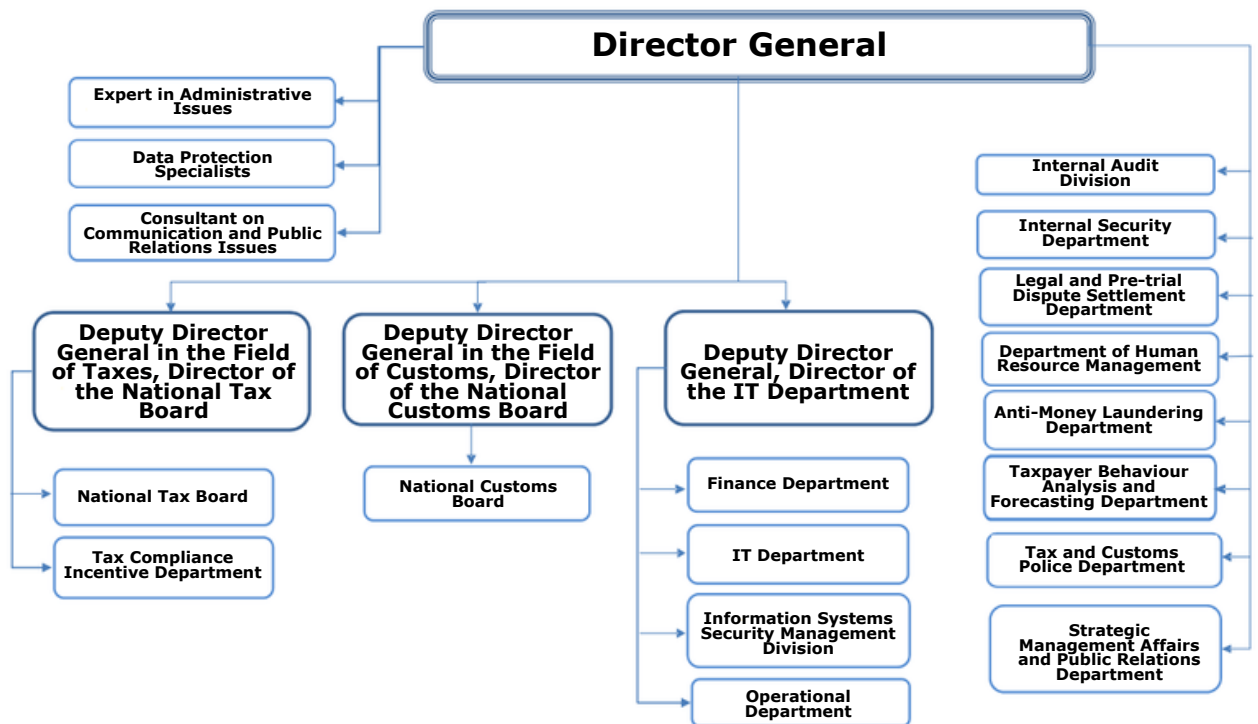 Director General
Expert in Administrative
Issues
Data Protection
Specialists
Consultant on
Communication and Public
Relations Issues
Internal Audit
Division
Internal Security
Department
Legal and Pre-trial
Dispute Settlement
Department
Department of Human
Resource Management
Anti-Money Laundering
Department
Taxpayer Behaviour
Analysis and
Forecasting Department
Tax and Customs
Police Department
Strategic
Management Affairs
and Public Relations
Department
Deputy Director
General in the Field
of Taxes, Director of
the National Tax
Board
National Tax Board
Tax Compliance
Incentive Department
Deputy Director
General in the Field
of Customs, Director
of the National
Customs Board
National Customs
Board
Deputy Director
General, Director of
the IT Department
Finance Department
IT Department
Information Systems
Security Management
Division
Operational
Department